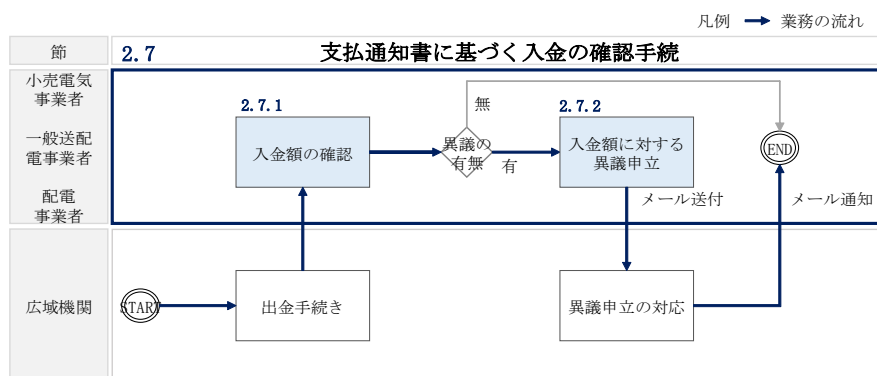 凡例 業務の流れ
節 2.7 支払通知書に基づく入金の確認手続
小売電気
事業者
一般送配
電事業者
配電
事業者
2.7.1
入金額の確認
異議の
有無
無
有
2.7.2
入金額に対する
異議申立
END
メール送付
メール通知
広域機関
START
出金手続き
異議申立の対応